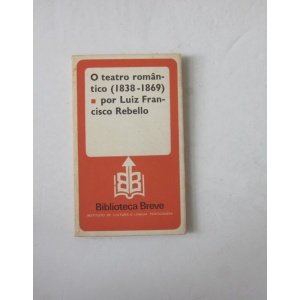 O teatro român-
tico (1838-1869)
por Luiz Fran-
cisco Rebello
Biblioteca Breve
INSTITUTO DE CULTURA E LÍNGUA PORTUGUESA